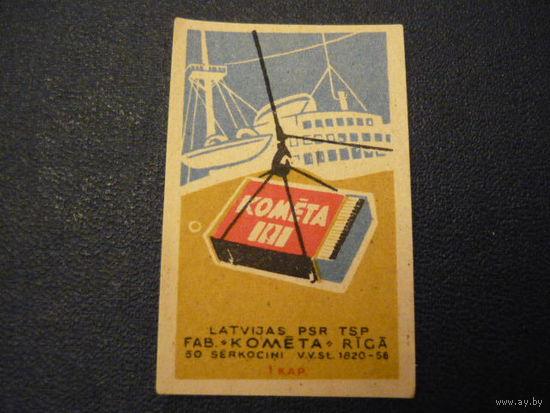 KOMĒTA
LATVIJAS PSR TSP
FAB. "KOMĒTA" RĪGĀ
50 SĒRKOCIŅI V.V.St. 1820-56
1 KAP.
www.ay.by